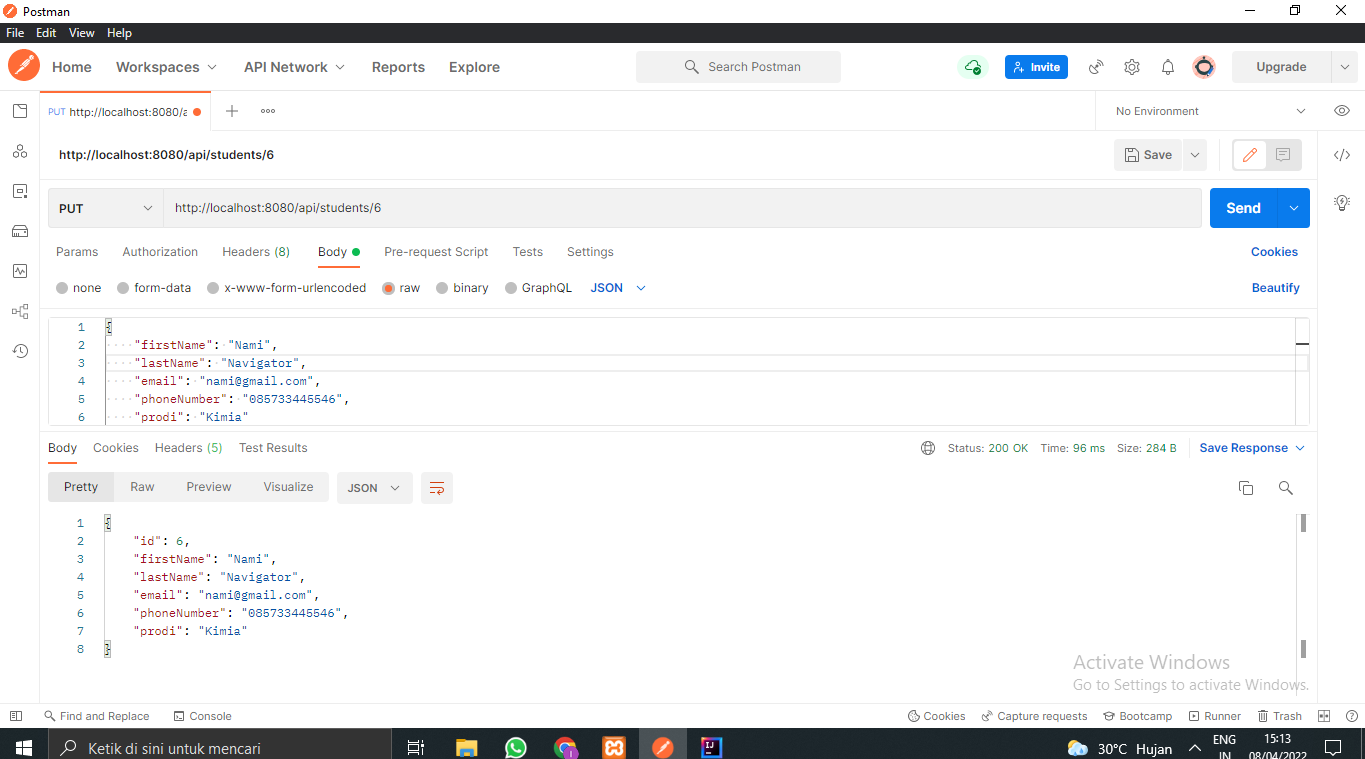 Postman
File Edit View Help
Home Workspaces API Network Reports Explore Search Postman Invite Upgrade
PUT http://localhost:8080/a No Environment
http://localhost:8080/api/students/6 Save
PUT http://localhost:8080/api/students/6 Send
Params Authorization Headers (8) Body Pre-request Script Tests Settings Cookies
none form-data x-www-form-urlencoded raw binary GraphQL JSON Beautify
1 {
2 "firstName": "Nami",
3 "lastName": "Navigator",
4 "email": "nami@gmail.com",
5 "phoneNumber": "085733445546",
6 "prodi": "Kimia"
Body Cookies Headers (5) Test Results Status: 200 OK Time: 96 ms Size: 284 B Save Response
Pretty Raw Preview Visualize JSON
1 {
2 "id": 6,
3 "firstName": "Nami",
4 "lastName": "Navigator",
5 "email": "nami@gmail.com",
6 "phoneNumber": "085733445546",
7 "prodi": "Kimia"
8 }
Activate Windows
Go to Settings to activate Windows.
Find and Replace Console Cookies Capture requests Bootcamp Runner Trash
Ketik di sini untuk mencari 30°C Hujan ENG 15:13
IN 08/04/2022